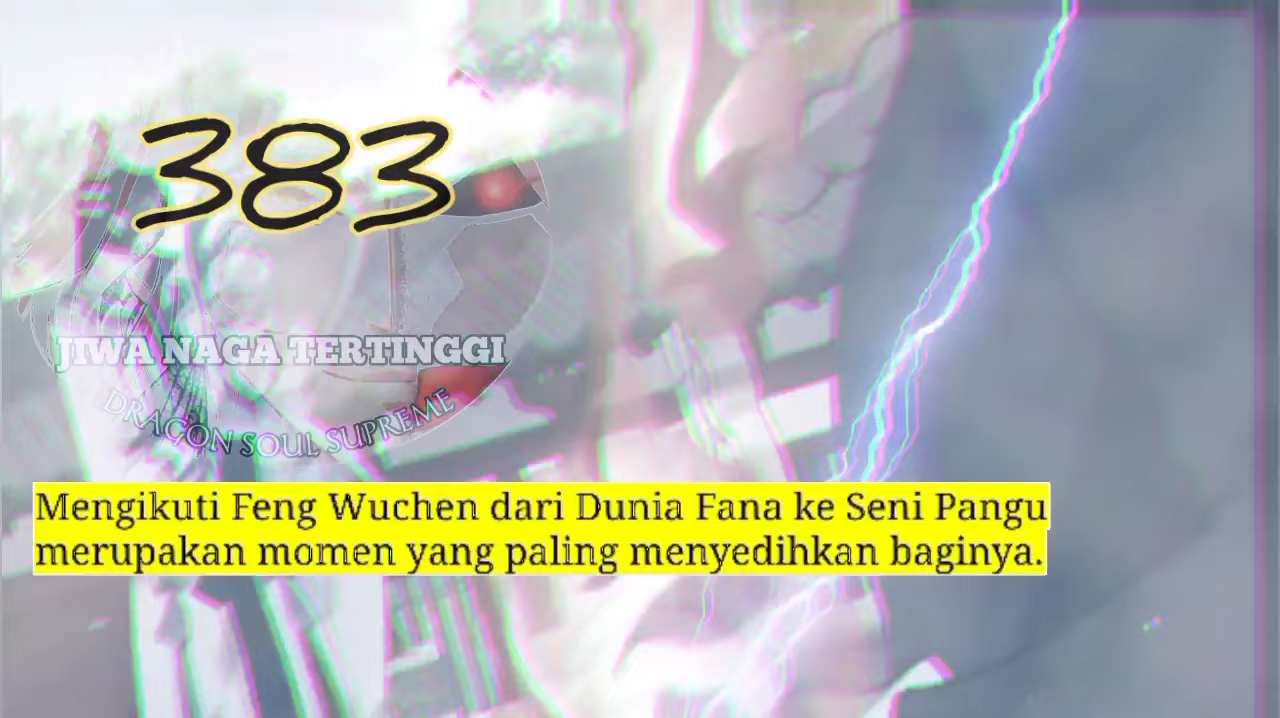 383
JIWA NAGA TERTINGGI
DRAGON SOUL SUPREME
Mengikuti Feng Wuchen dari Dunia Fana ke Seni Pangu
merupakan momen yang paling menyedihkan baginya.